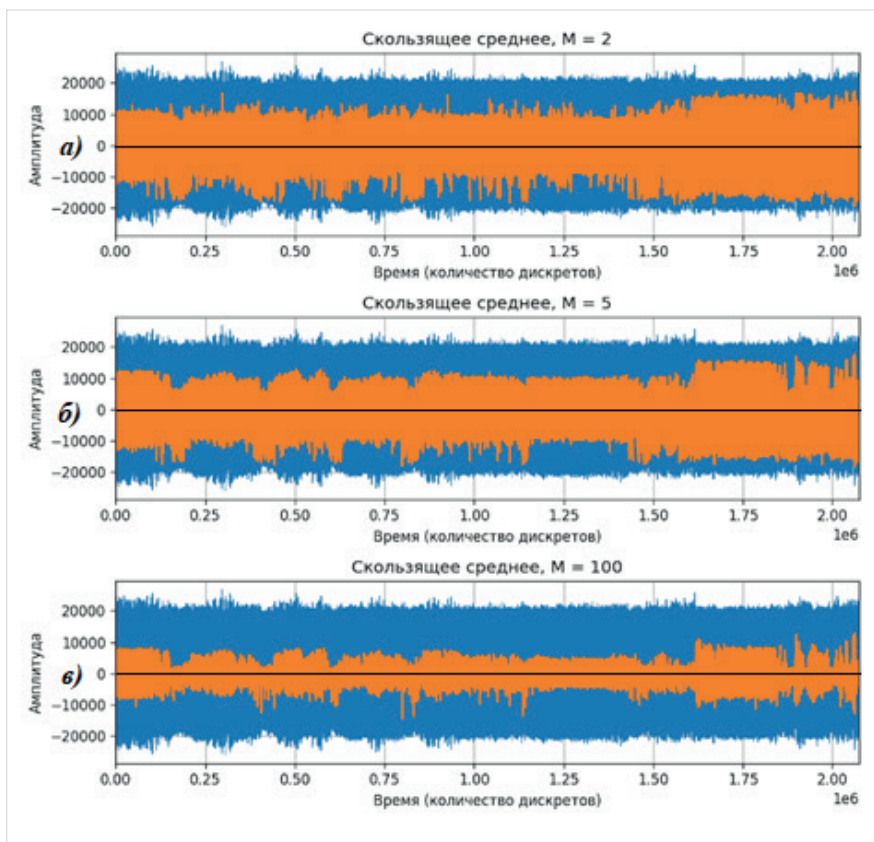 Скользящее среднее, M = 2
20000
10000
0
−10000
−20000
Амплитуда
а)
0.00 0.25 0.50 0.75 1.00 1.25 1.50 1.75 2.00
1e6
Время (количество дискретов)
Скользящее среднее, M = 5
20000
10000
0
−10000
−20000
Амплитуда
б)
0.00 0.25 0.50 0.75 1.00 1.25 1.50 1.75 2.00
1e6
Время (количество дискретов)
Скользящее среднее, M = 100
20000
10000
0
−10000
−20000
Амплитуда
в)
0.00 0.25 0.50 0.75 1.00 1.25 1.50 1.75 2.00
1e6
Время (количество дискретов)